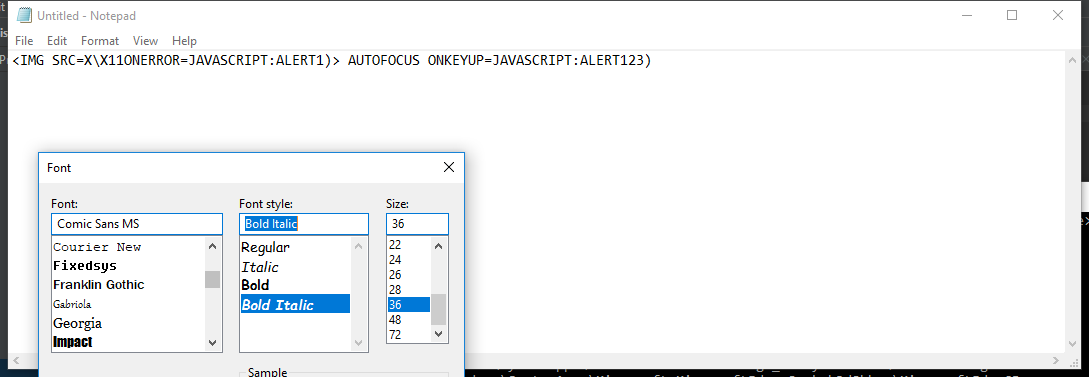 Untitled - Notepad
File Edit Format View Help
<IMG SRC=X\X11ONERROR=JAVASCRIPT:ALERT1)> AUTOFOCUS ONKEYUP=JAVASCRIPT:ALERT123)
Font
Font: Font style: Size:
Comic Sans MS Bold Italic 36
Courier New Regular 22
Fixedsys Italic 24
Franklin Gothic Bold 26
Gabriola Bold Italic 28
Georgia 36
Impact 48
72
Sample